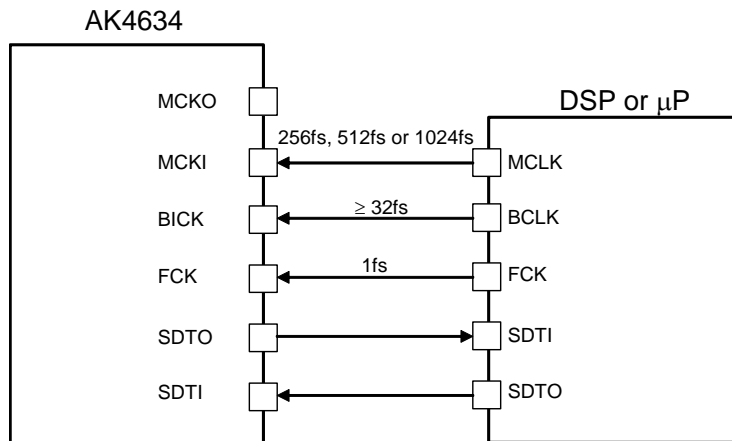 AK4634
DSP or μP
MCKO
256fs, 512fs or 1024fs
MCKI
MCLK
≥ 32fs
BICK
BCLK
1fs
FCK
FCK
SDTO
SDTI
SDTI
SDTO